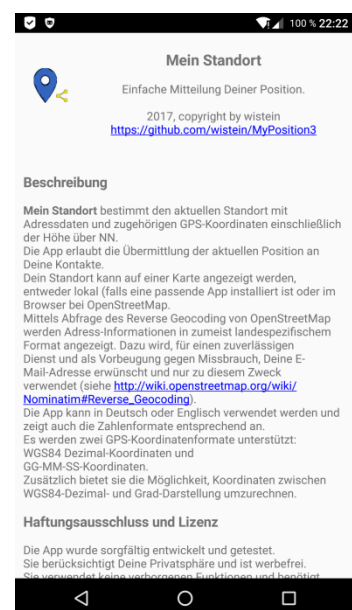 100 % 22:22
Mein Standort
Einfache Mitteilung Deiner Position.
2017, copyright by wistein
https://github.com/wistein/MyPosition3
Beschreibung
Mein Standort bestimmt den aktuellen Standort mit
Adressdaten und zugehörigen GPS-Koordinaten einschließlich
der Höhe über NN.
Die App erlaubt die Übermittlung der aktuellen Position an
Deine Kontakte.
Dein Standort kann auf einer Karte angezeigt werden,
entweder lokal (falls eine passende App installiert ist oder im
Browser bei OpenStreetMap.
Mittels Abfrage des Reverse Geocoding von OpenStreetMap
werden Adress-Informationen in zumeist landespezifischem
Format angezeigt. Dazu wird, für einen zuverlässigen
Dienst und als Vorbeugung gegen Missbrauch, Deine E-
Mail-Adresse erwünscht und nur zu diesem Zweck
verwendet (siehe http://wiki.openstreetmap.org/wiki/
Nominatim#Reverse_Geocoding).
Die App kann in Deutsch oder Englisch verwendet werden und
zeigt auch die Zahlenformate entsprechend an.
Es werden zwei GPS-Koordinatenformate unterstützt:
WGS84 Dezimal-Koordinaten und
GG-MM-SS-Koordinaten.
Zusätzlich bietet sie die Möglichkeit, Koordinaten zwischen
WGS84-Dezimal- und Grad-Darstellung umzurechnen.
Haftungsausschluss und Lizenz
Die App wurde sorgfältig entwickelt und getestet.
Sie berücksichtigt Deine Privatsphäre und ist werbefrei.
Sie verwendet keine verborgenen Funktionen und benötigt